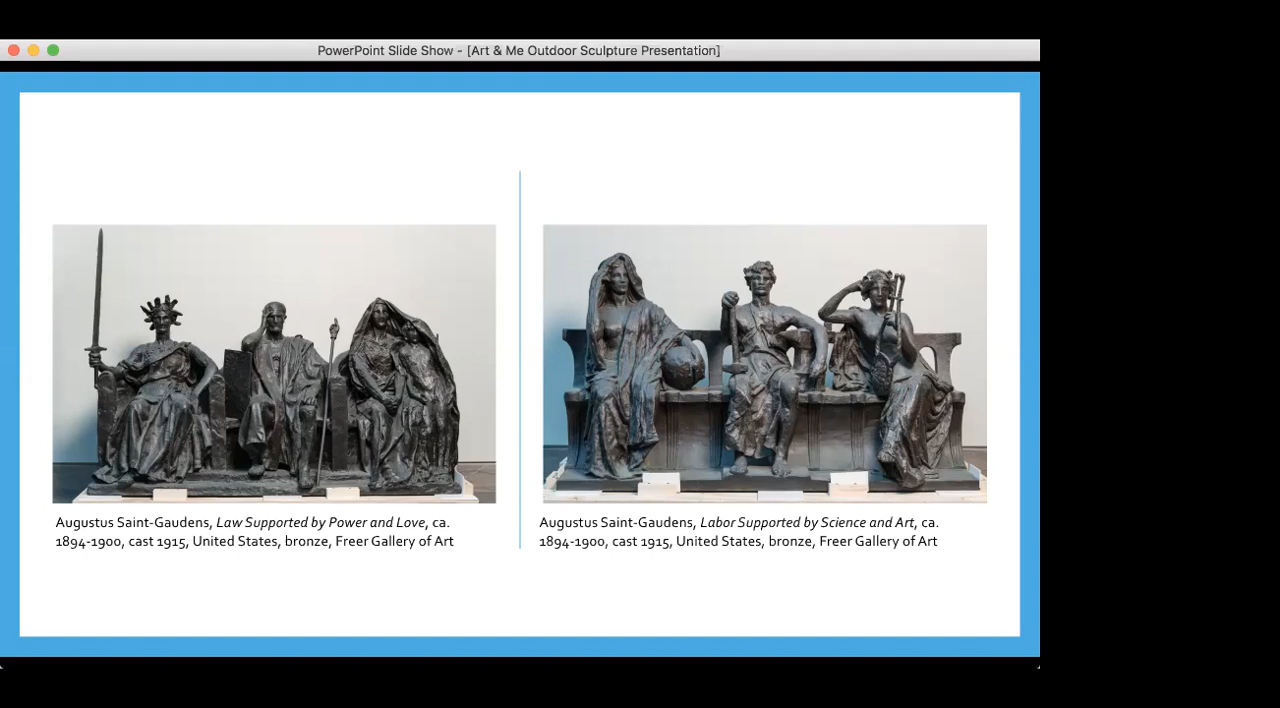 PowerPoint Slide Show - [Art & Me Outdoor Sculpture Presentation]
Augustus Saint-Gaudens, Law Supported by Power and Love, ca.
1894-1900, cast 1915, United States, bronze, Freer Gallery of Art
Augustus Saint-Gaudens, Labor Supported by Science and Art, ca.
1894-1900, cast 1915, United States, bronze, Freer Gallery of Art